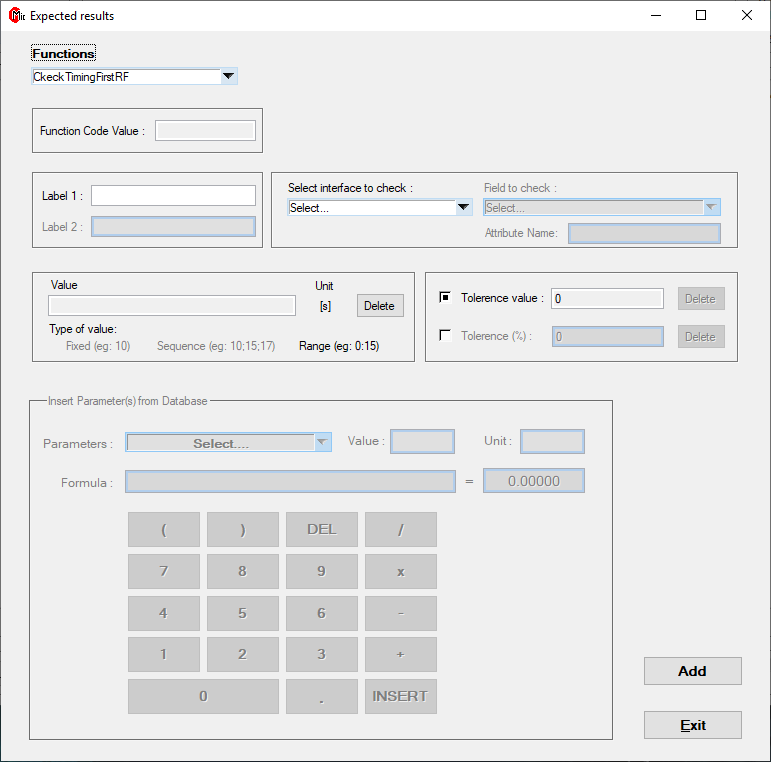 Expected results
Functions
CkeckTimingFirstRF
Function Code Value :
Label 1 :
Label 2 :
Select interface to check :
Select...
Field to check :
Select...
Attribute Name:
Value
Unit
[s]
Delete
Type of value:
Fixed (eg: 10) Sequence (eg: 10;15;17) Range (eg: 0:15)
Tolerence value : 0 Delete
Tolerence (%) : 0 Delete
Insert Parameter(s) from Database
Parameters : Select.... Value : Unit :
Formula : = 0.00000
( ) DEL /
7 8 9 x
4 5 6 -
1 2 3 +
0 . INSERT
Add
Exit